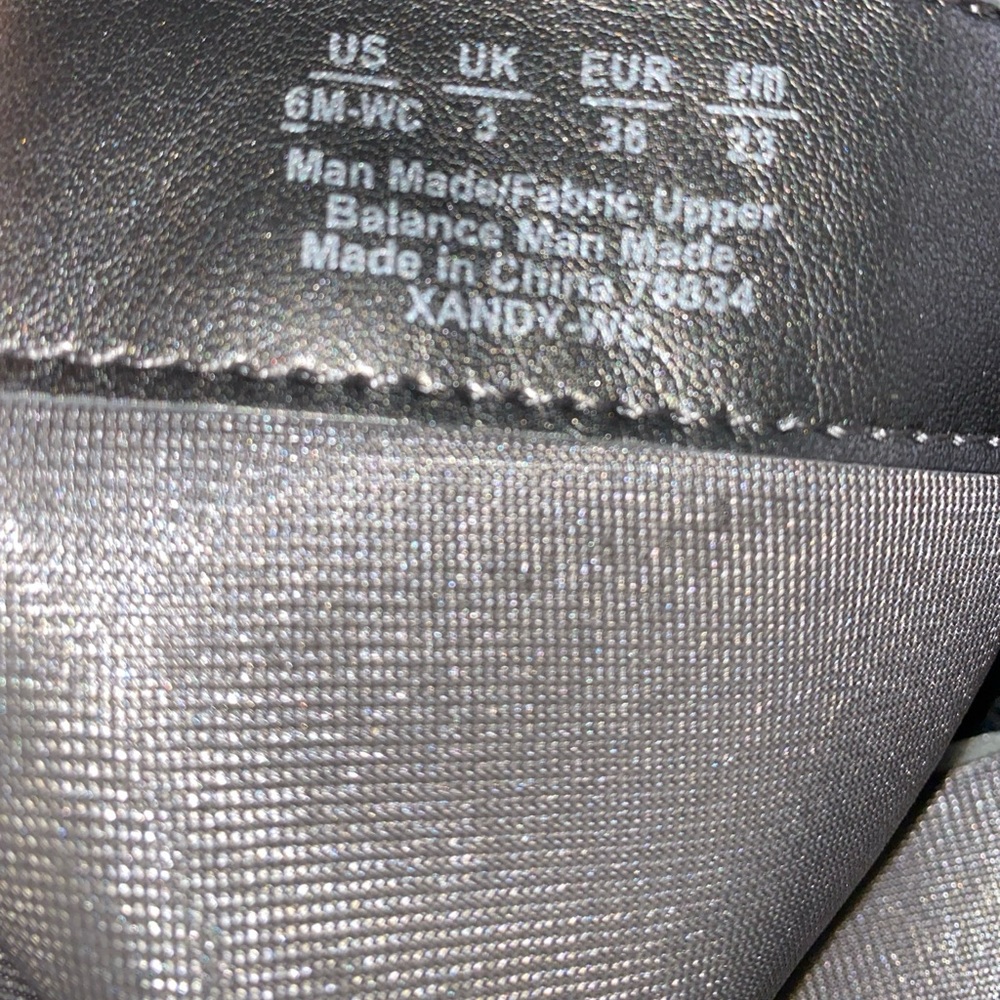 US UK EUR cm
6M-WC 3 36 23
Man Made/Fabric Upper
Balance Man Made
Made in China 78834
XANDY-WC